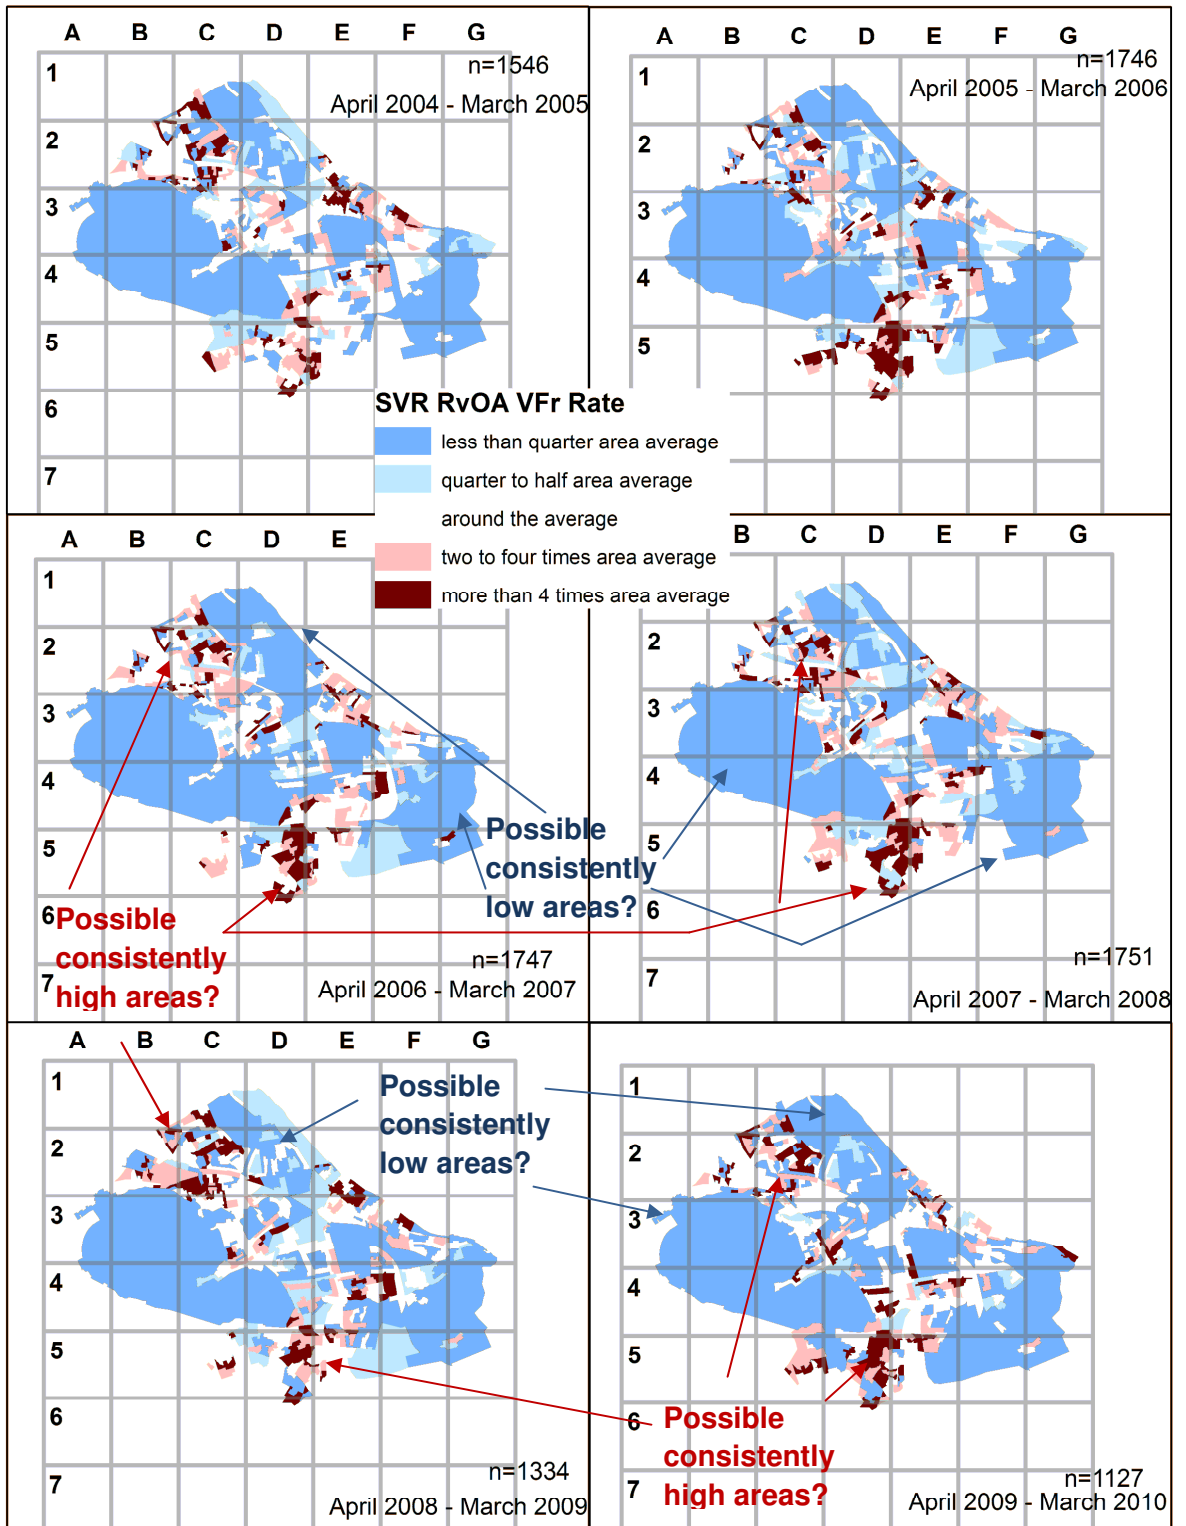 A B C D E F G
1
n=1546
April 2004 - March 2005
2
3
4
5
6
7
A B C D E F G
1
n=1746
April 2005 - March 2006
2
3
4
5
SVR RvOA VFr Rate
less than quarter area average
quarter to half area average
around the average
two to four times area average
more than 4 times area average
A B C D E
1
2
3
4
5
6
7
Possible
consistently
high areas?
n=1747
April 2006 - March 2007
Possible
consistently
low areas?
B C D E F G
2
3
4
5
6
7
n=1751
April 2007 - March 2008
A B C D E F G
1
2
3
4
5
6
7
Possible
consistently
low areas?
n=1334
April 2008 - March 2009
1
2
3
4
5
6
7
Possible
consistently
high areas?
n=1127
April 2009 - March 2010